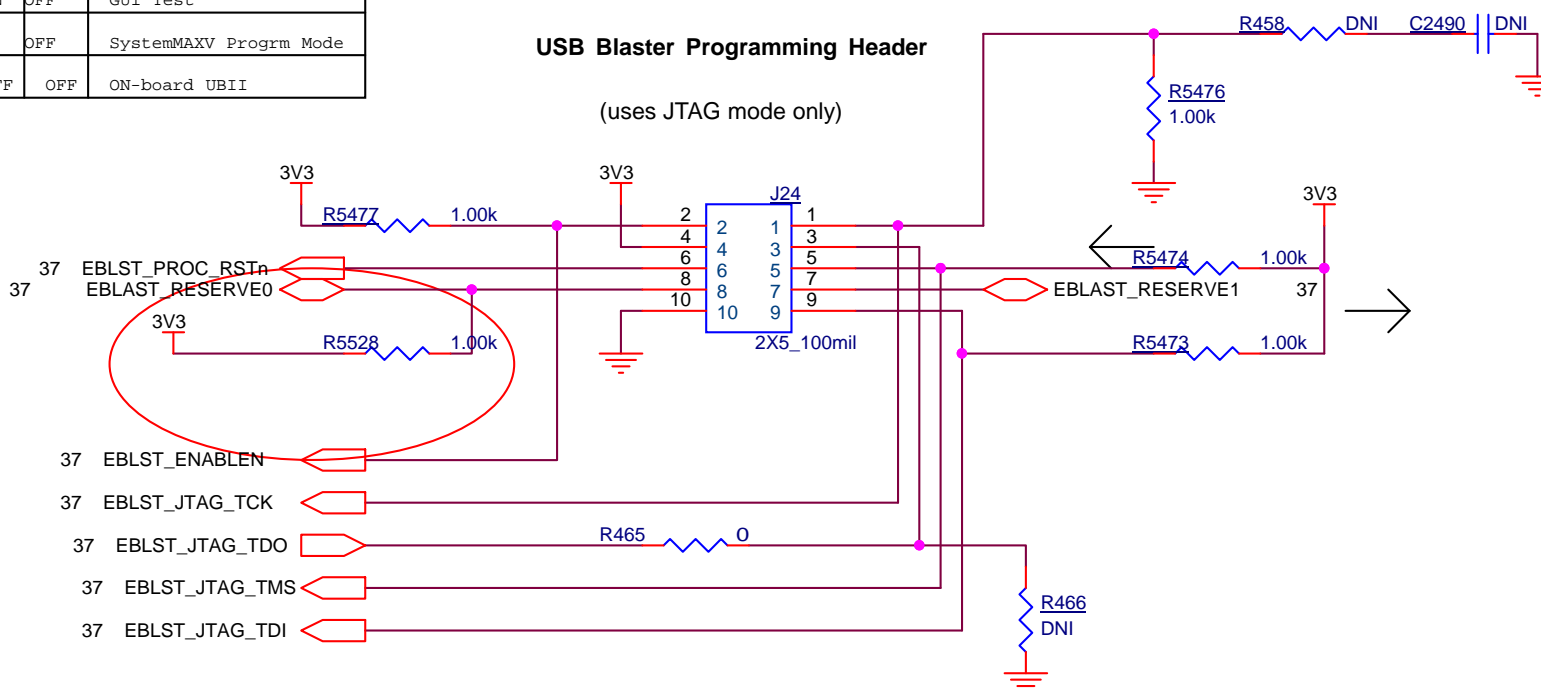 OFF GUI Test
OFF SystemMAXV Progrm Mode
OFF ON-board UBII
USB Blaster Programming Header
(uses JTAG mode only)
R458 DNI C2490 DNI
R5476
1.00k
3V3 3V3 J24 3V3
R5477 1.00k 2 2 1 1
4 4 3 3
37 EBLST_PROC_RSTn 6 6 5 5 R5474 1.00k
37 EBLAST_RESERVE0 8 8 7 7 EBLAST_RESERVE1 37
10 10 9 9
3V3
R5528 1.00k 2X5_100mil R5473 1.00k
37 EBLST_ENABLEN
37 EBLST_JTAG_TCK
37 EBLST_JTAG_TDO R465 0
37 EBLST_JTAG_TMS
37 EBLST_JTAG_TDI
R466
DNI